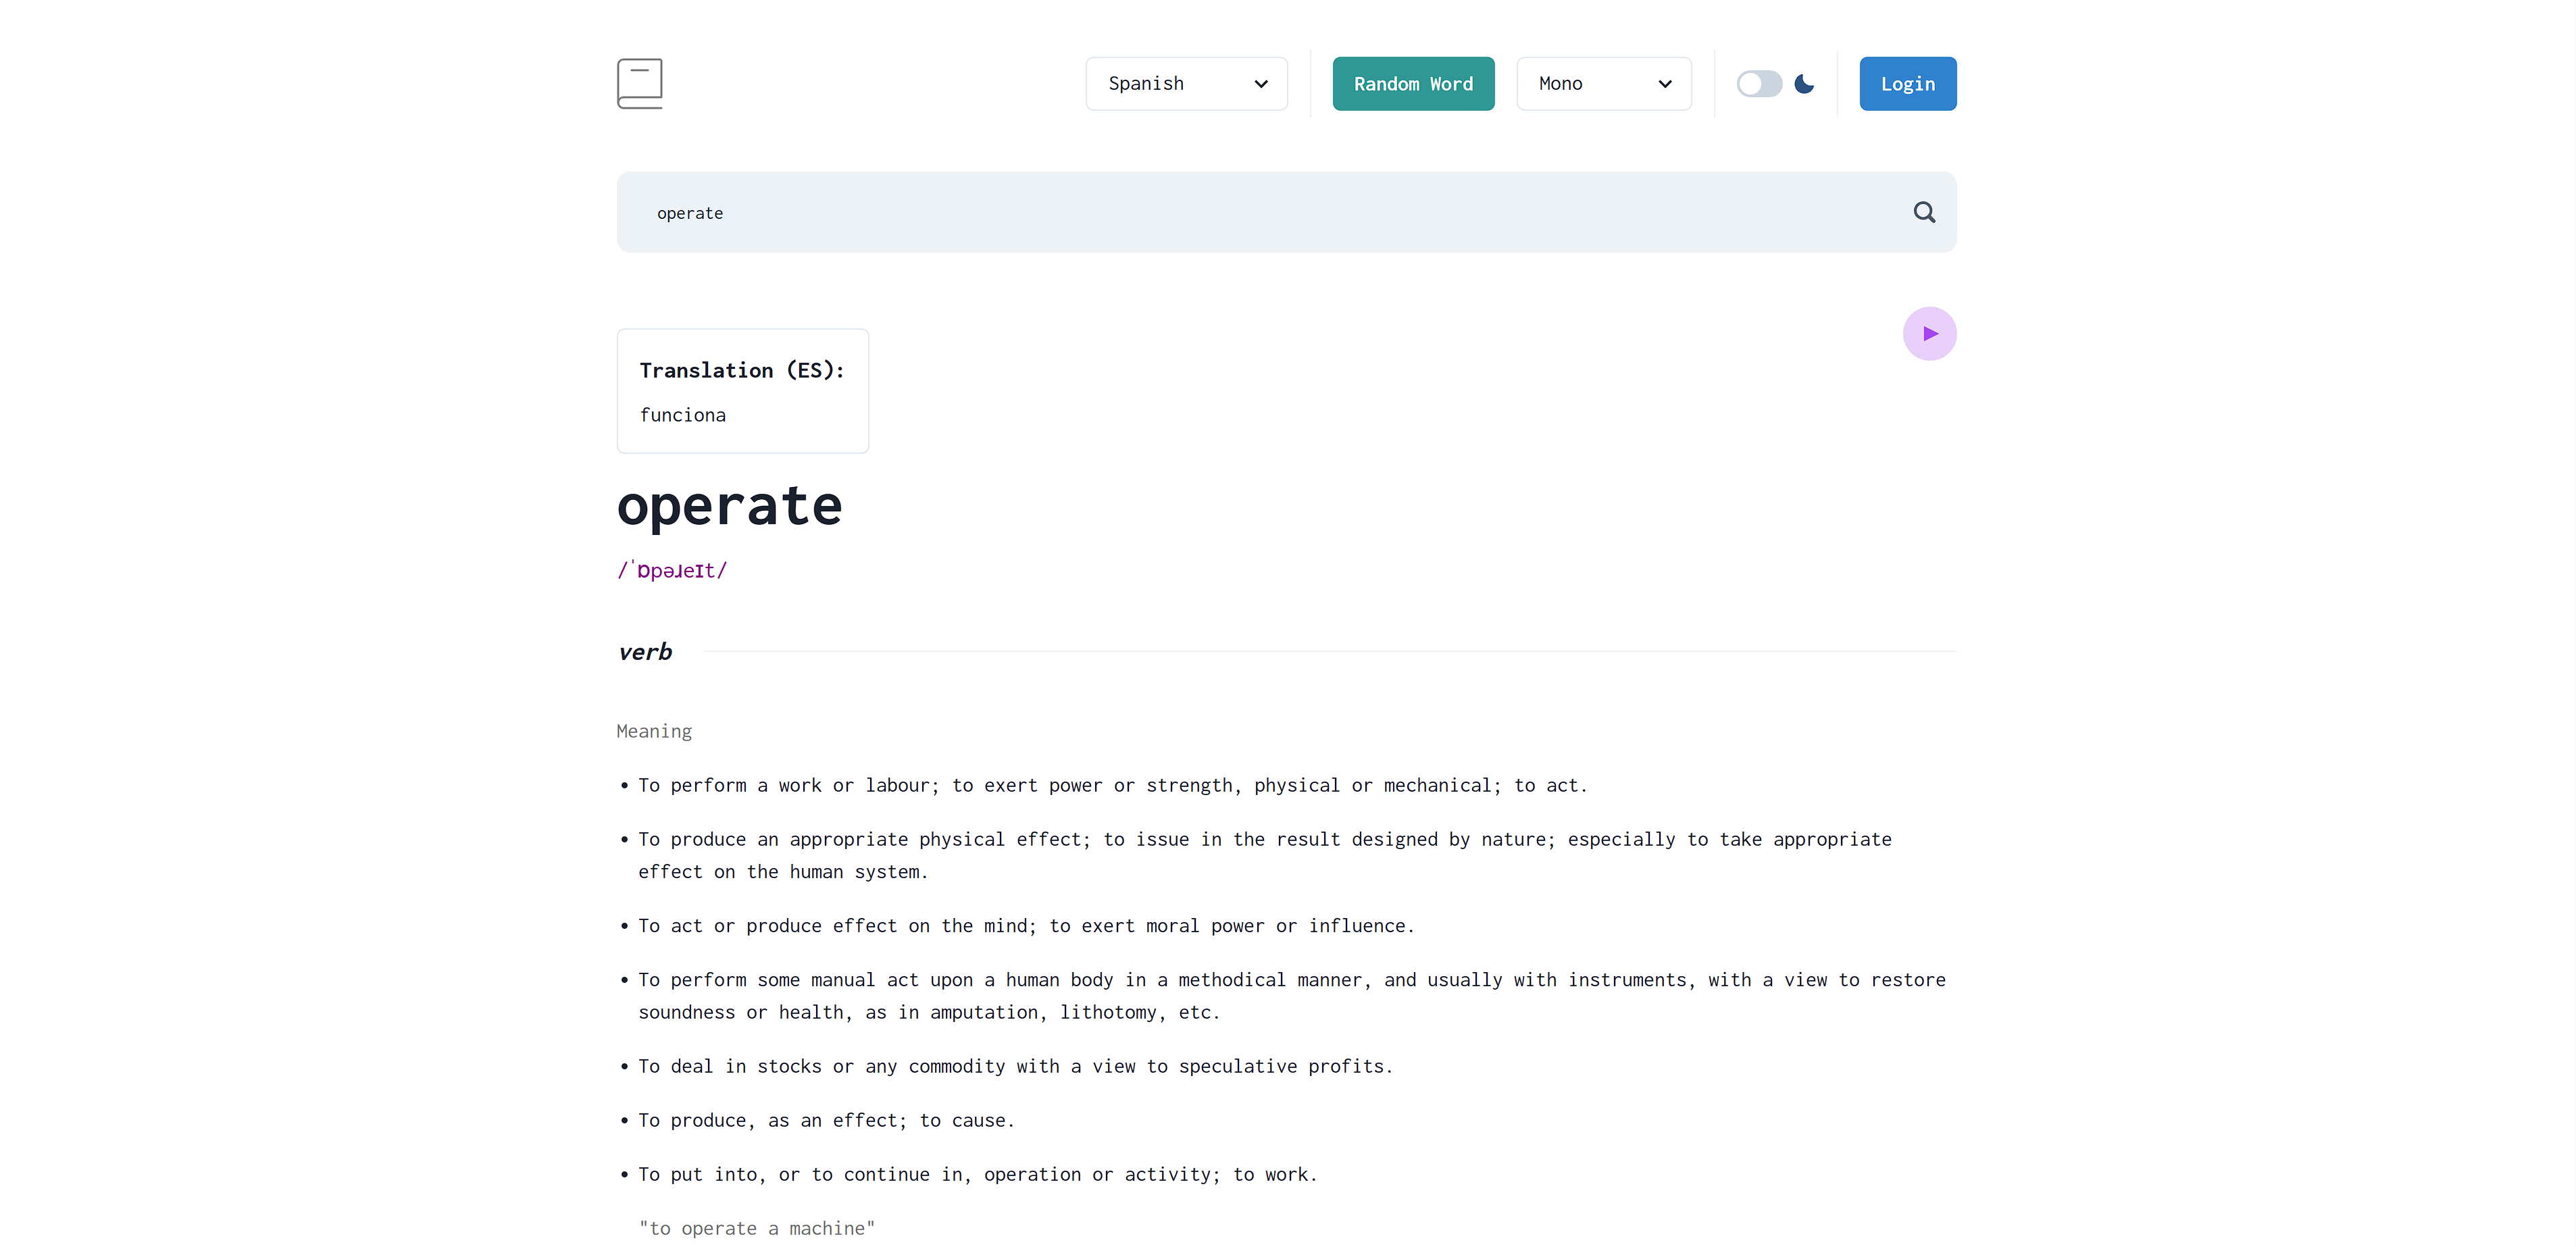 Spanish
Random Word
Mono
Login
operate
Translation (ES):
funciona
operate
/ˈɒpəɹeɪt/
verb
Meaning
• To perform a work or labour; to exert power or strength, physical or mechanical; to act.
• To produce an appropriate physical effect; to issue in the result designed by nature; especially to take appropriate
effect on the human system.
• To act or produce effect on the mind; to exert moral power or influence.
• To perform some manual act upon a human body in a methodical manner, and usually with instruments, with a view to restore
soundness or health, as in amputation, lithotomy, etc.
• To deal in stocks or any commodity with a view to speculative profits.
• To produce, as an effect; to cause.
• To put into, or to continue in, operation or activity; to work.
"to operate a machine"